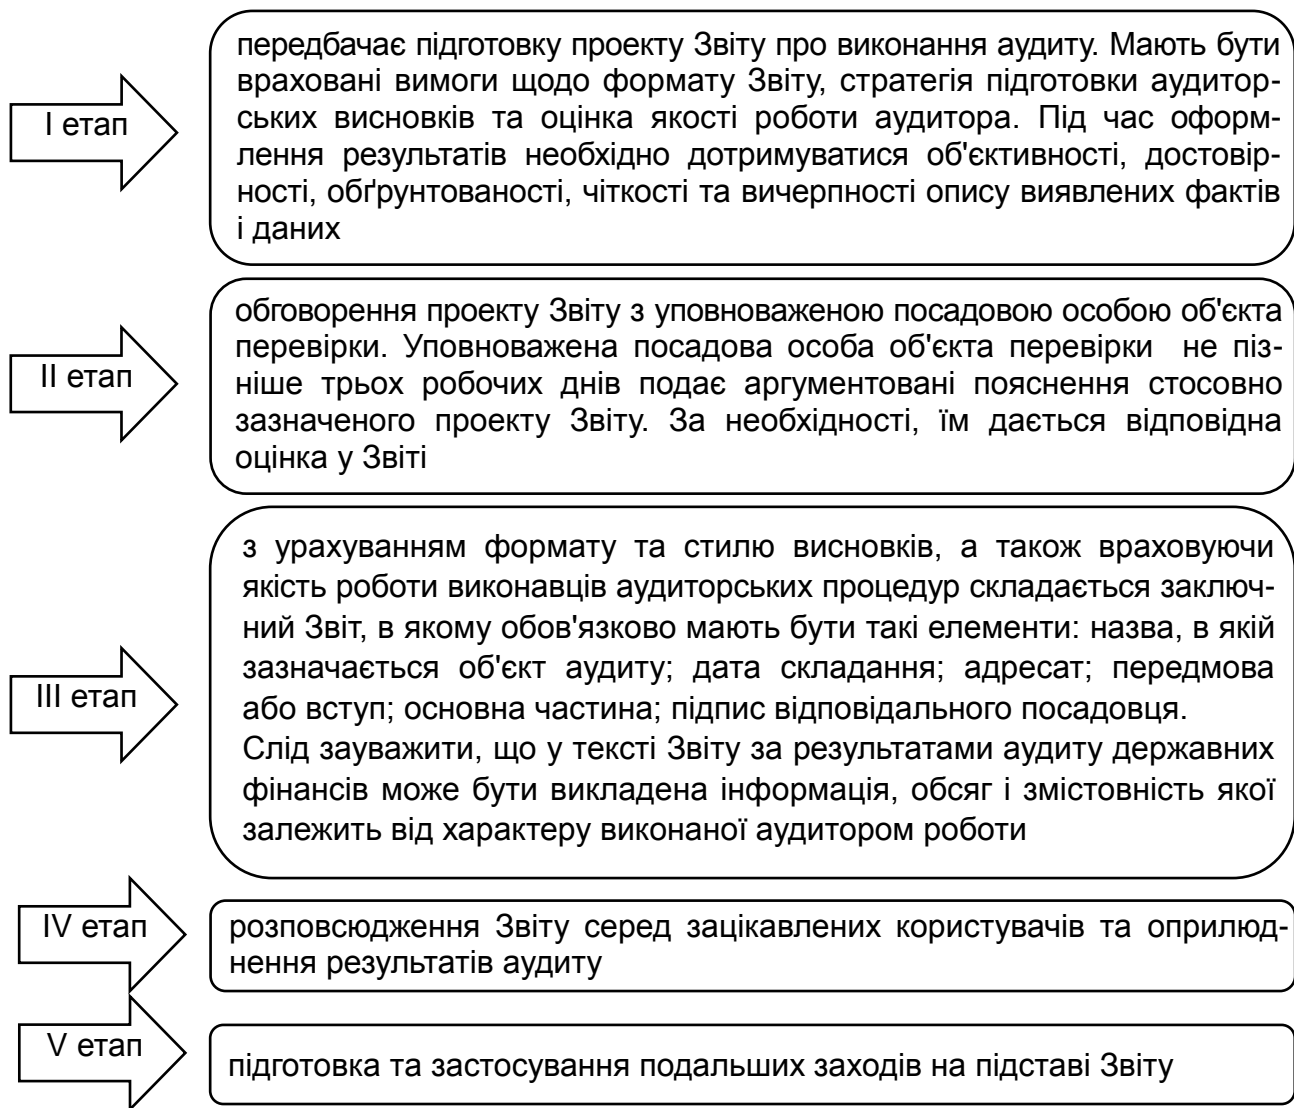 І етап
передбачає підготовку проекту Звіту про виконання аудиту. Мають бути
враховані вимоги щодо формату Звіту, стратегія підготовки аудитор-
ських висновків та оцінка якості роботи аудитора. Під час оформ-
лення результатів необхідно дотримуватися об'єктивності, достовір-
ності, обґрунтованості, чіткості та вичерпності опису виявлених фактів
і даних
ІІ етап
обговорення проекту Звіту з уповноваженою посадовою особою об'єкта
перевірки. Уповноважена посадова особа об'єкта перевірки не піз-
ніше трьох робочих днів подає аргументовані пояснення стосовно
зазначеного проекту Звіту. За необхідності, їм дається відповідна
оцінка у Звіті
ІІІ етап
з урахуванням формату та стилю висновків, а також враховуючи
якість роботи виконавців аудиторських процедур складається заключ-
ний Звіт, в якому обов'язково мають бути такі елементи: назва, в якій
зазначається об'єкт аудиту; дата складання; адресат; передмова
або вступ; основна частина; підпис відповідального посадовця.
Слід зауважити, що у тексті Звіту за результатами аудиту державних
фінансів може бути викладена інформація, обсяг і змістовність якої
залежить від характеру виконаної аудитором роботи
IV етап
розповсюдження Звіту серед зацікавлених користувачів та оприлюд-
нення результатів аудиту
V етап
підготовка та застосування подальших заходів на підставі Звіту